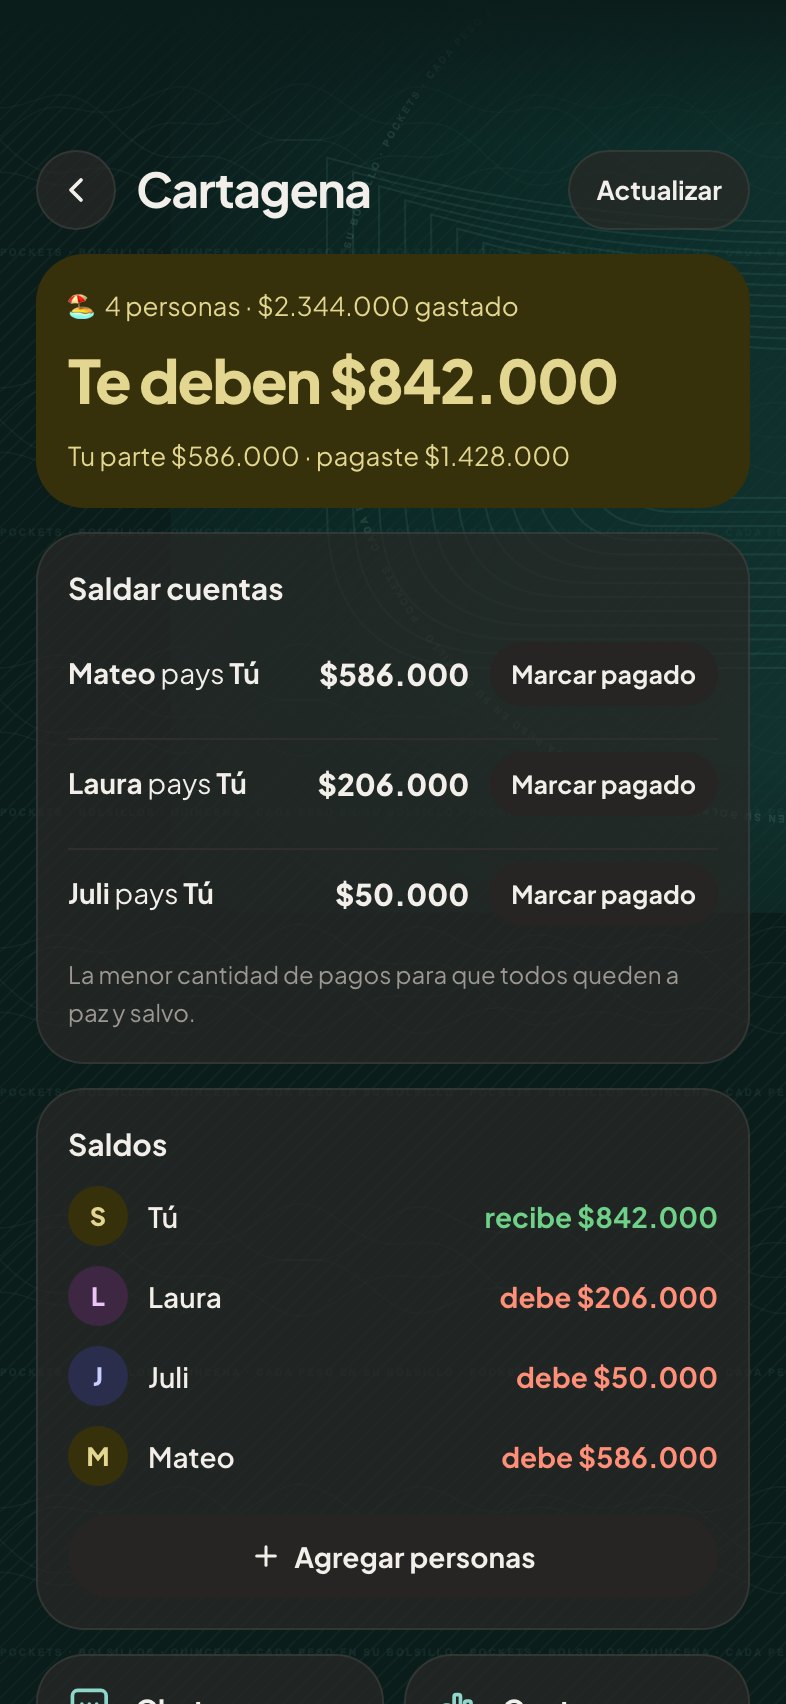 Cartagena
Actualizar
4 personas · $2.344.000 gastado
Te deben $842.000
Tu parte $586.000 · pagaste $1.428.000
Saldar cuentas
Mateo pays Tú $586.000 Marcar pagado
Laura pays Tú $206.000 Marcar pagado
Juli pays Tú $50.000 Marcar pagado
La menor cantidad de pagos para que todos queden a
paz y salvo.
Saldos
S Tú recibe $842.000
L Laura debe $206.000
J Juli debe $50.000
M Mateo debe $586.000
+ Agregar personas